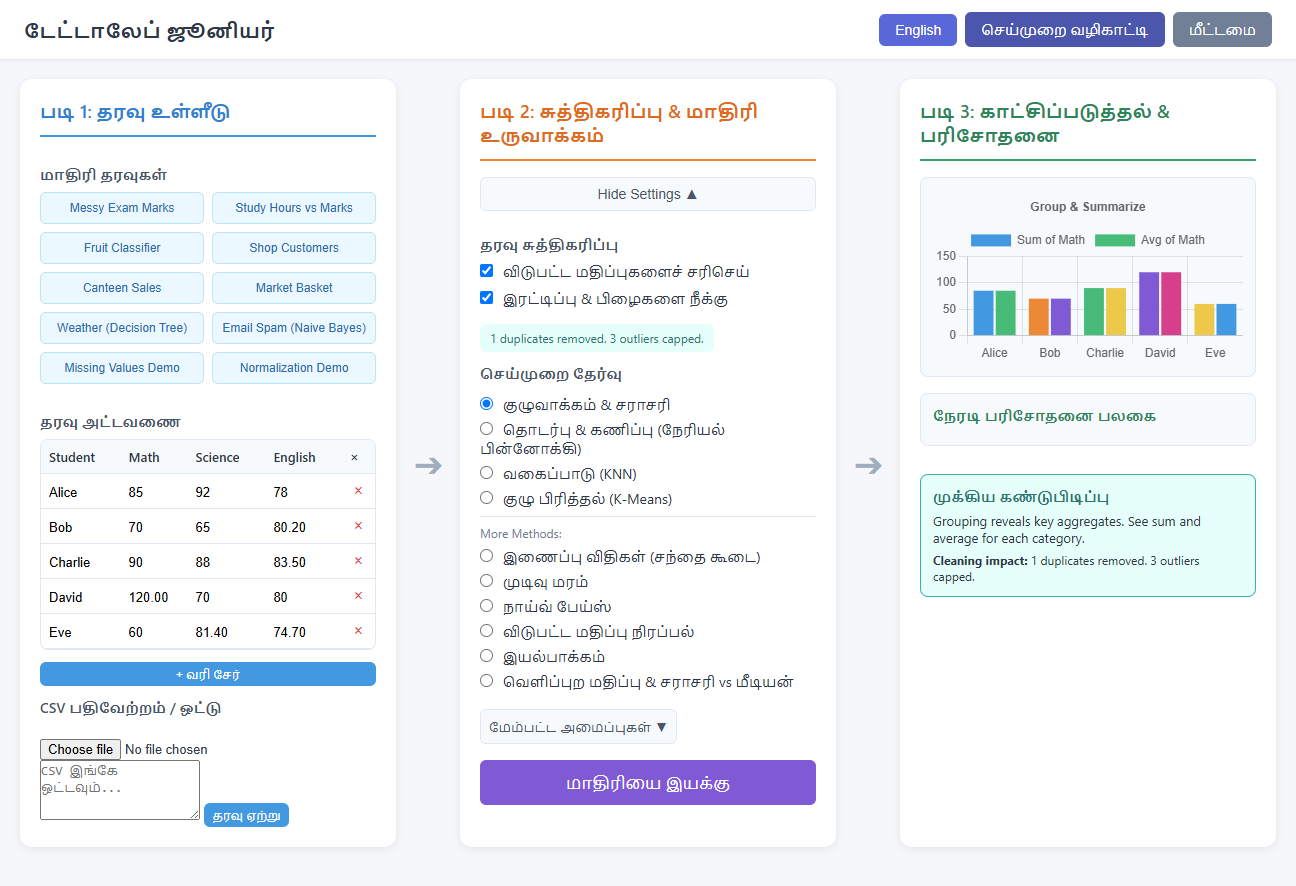 டேட்டாலேப் ஜூனியர்
English
செய்முறை வழிகாட்டி
மீட்டமை
படி 1: தரவு உள்ளீடு
மாதிரி தரவுகள்
Messy Exam Marks
Study Hours vs Marks
Fruit Classifier
Shop Customers
Canteen Sales
Market Basket
Weather (Decision Tree)
Email Spam (Naive Bayes)
Missing Values Demo
Normalization Demo
தரவு அட்டவணை
Student Math Science English ×
Alice 85 92 78 ×
Bob 70 65 80.20 ×
Charlie 90 88 83.50 ×
David 120.00 70 80 ×
Eve 60 81.40 74.70 ×
+ வரி சேர்
CSV பதிவேற்றம் / ஒட்டு
Choose file No file chosen
CSV இங்கே
ஒட்டவும்...
தரவு ஏற்று
➔
படி 2: சுத்திகரிப்பு & மாதிரி
உருவாக்கம்
Hide Settings ▲
தரவு சுத்திகரிப்பு
விடுபட்ட மதிப்புகளைச் சரிசெய்
இரட்டிப்பு & பிழைகளை நீக்கு
1 duplicates removed. 3 outliers capped.
செய்முறை தேர்வு
குழுவாக்கம் & சராசரி
தொடர்பு & கணிப்பு (நேரியல்
பின்னோக்கி)
வகைப்பாடு (KNN)
குழு பிரித்தல் (K-Means)
More Methods:
இணைப்பு விதிகள் (சந்தை கூடை)
முடிவு மரம்
நாய்வ் பேய்ஸ்
விடுபட்ட மதிப்பு நிரப்பல்
இயல்பாக்கம்
வெளிப்புற மதிப்பு & சராசரி vs மீடியன்
மேம்பட்ட அமைப்புகள் ▼
மாதிரியை இயக்கு
➔
படி 3: காட்சிப்படுத்தல் &
பரிசோதனை
Group & Summarize
Sum of Math Avg of Math
150
100
50
0
Alice Bob Charlie David Eve
நேரடி பரிசோதனை பலகை
முக்கிய கண்டுபிடிப்பு
Grouping reveals key aggregates. See sum and
average for each category.
Cleaning impact: 1 duplicates removed. 3 outliers
capped.